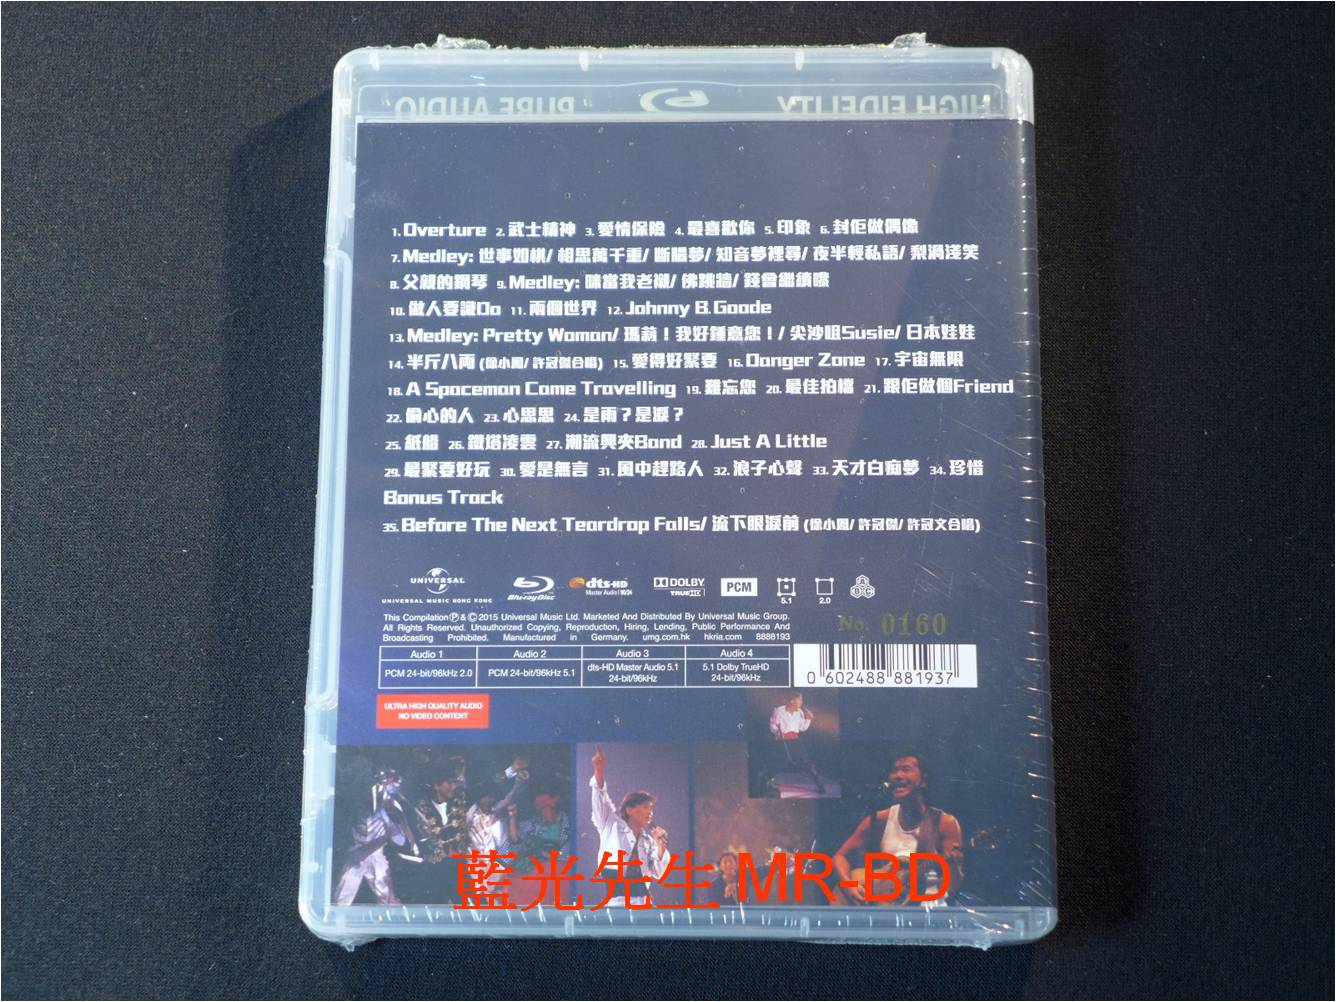 HIGH FIDELITY PURE AUDIO
1. Overture 2. 武士精神 3. 愛情保險 4. 最喜歡你 5. 印象 6. 封佢做偶像
7. Medley: 世事如棋/ 相思萬千重/ 斷腸夢/ 知音夢裡尋/ 夜半輕私語/ 梨渦淺笑
8. 父親的鋼琴 9. Medley: 咪當我老襯/ 佛跳牆/ 錢會繼續嚟
10. 做人要識Do 11. 兩個世界 12. Johnny B. Goode
13. Medley: Pretty Woman/ 瑪莉！我好鍾意您！/ 尖沙咀Susie/ 日本娃娃
14. 半斤八両 (徐小鳳/ 許冠傑合唱) 15. 愛得好緊要 16. Danger Zone 17. 宇宙無限
18. A Spaceman Came Travelling 19. 難忘您 20. 最佳拍檔 21. 跟佢做個Friend
22. 偷心的人 23. 心思思 24. 是雨？是淚？
25. 紙船 26. 鐵塔凌雲 27. 潮流興夾Band 28. Just A Little
29. 最緊要好玩 30. 愛是無言 31. 風中趕路人 32. 浪子心聲 33. 天才白痴夢 34. 珍惜
Bonus Track
35. Before The Next Teardrop Falls/ 流下眼淚前 (徐小鳳/ 許冠傑/ 許冠文合唱)
UNIVERSAL
UNIVERSAL MUSIC HONG KONG
Blu-ray Disc
dts-HD
Master Audio | 96/24
DOLBY
TRUEHD
PCM
5.1
2.0
A B C
This Compilation Ⓟ & © 2015 Universal Music Ltd. Marketed And Distributed By Universal Music Group.
All Rights Reserved. Unauthorized Copying, Reproduction, Hiring, Lending, Public Performance And
Broadcasting Prohibited. Manufactured in Germany. umg.com.hk hkria.com 8888193
No. 0160
Audio 1 Audio 2 Audio 3 Audio 4
PCM 24-bit/96kHz 2.0 PCM 24-bit/96kHz 5.1 dts-HD Master Audio 5.1 24-bit/96kHz 5.1 Dolby TrueHD 24-bit/96kHz
0 602488 881937
ULTRA HIGH QUALITY AUDIO
NO VIDEO CONTENT
藍光先生 MR-BD